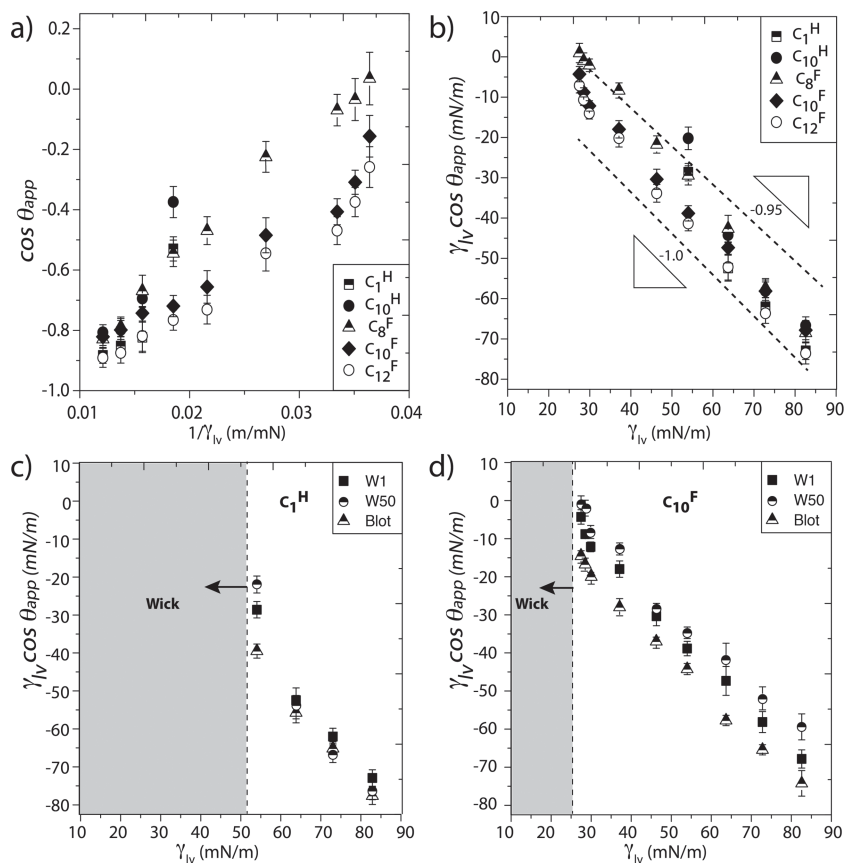 a)
0.2
0.0
-0.2
-0.4
-0.6
-0.8
-1.0
cos θapp
0.01
0.02
0.03
0.04
1/γlv (m/mN)
C1H
C10H
C8F
C10F
C12F
b)
10
0
-10
-20
-30
-40
-50
-60
-70
-80
γlv cos θapp (mN/m)
10
20
30
40
50
60
70
80
90
γlv (mN/m)
C1H
C10H
C8F
C10F
C12F
-0.95
-1.0
c)
10
0
-10
-20
-30
-40
-50
-60
-70
-80
γlv cos θapp (mN/m)
10
20
30
40
50
60
70
80
90
γlv (mN/m)
Wick
C1H
W1
W50
Blot
d)
10
0
-10
-20
-30
-40
-50
-60
-70
-80
γlv cos θapp (mN/m)
10
20
30
40
50
60
70
80
90
γlv (mN/m)
Wick
C10F
W1
W50
Blot